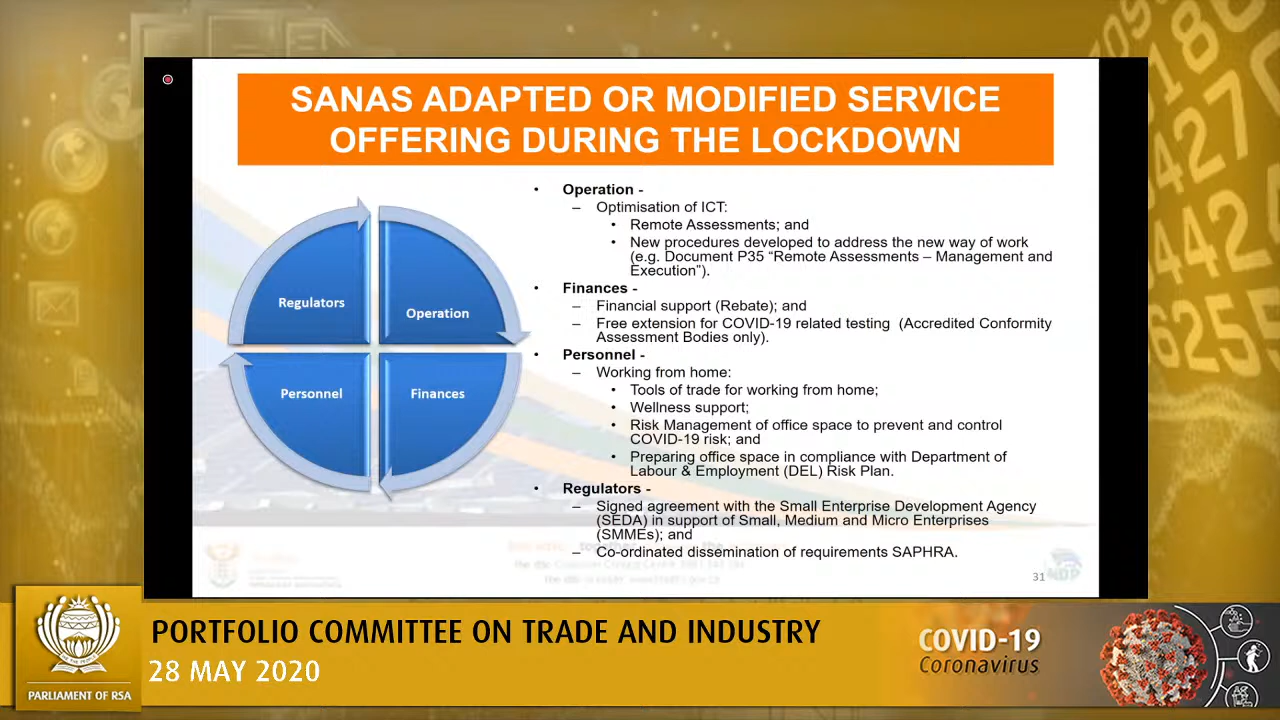 SANAS ADAPTED OR MODIFIED SERVICE
OFFERING DURING THE LOCKDOWN
Regulators
Operation
Personnel
Finances
• Operation -
– Optimisation of ICT:
• Remote Assessments; and
• New procedures developed to address the new way of work
(e.g. Document P35 “Remote Assessments – Management and
Execution”).
• Finances -
– Financial support (Rebate); and
– Free extension for COVID-19 related testing (Accredited Conformity
Assessment Bodies only).
• Personnel -
– Working from home:
• Tools of trade for working from home;
• Wellness support;
• Risk Management of office space to prevent and control
COVID-19 risk; and
• Preparing office space in compliance with Department of
Labour & Employment (DEL) Risk Plan.
• Regulators -
– Signed agreement with the Small Enterprise Development Agency
(SEDA) in support of Small, Medium and Micro Enterprises
(SMMEs); and
– Co-ordinated dissemination of requirements SAPHRA.
31
NDP
PORTFOLIO COMMITTEE ON TRADE AND INDUSTRY
28 MAY 2020
PARLIAMENT OF RSA
COVID-19
Coronavirus